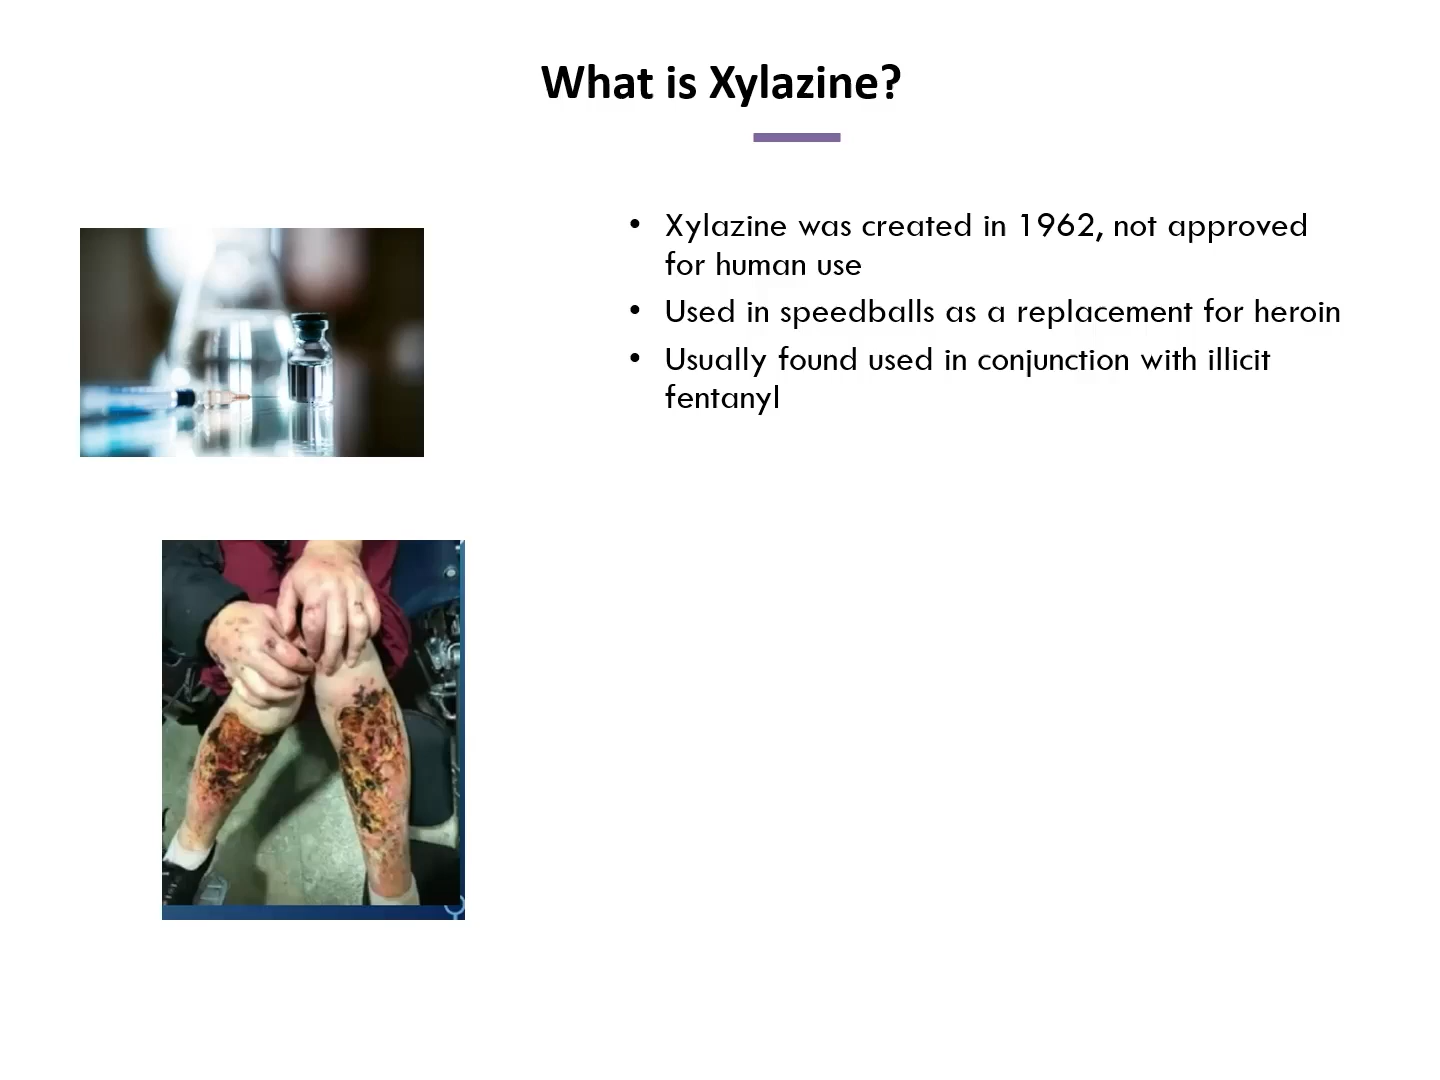 What is Xylazine?
• Xylazine was created in 1962, not approved
for human use
• Used in speedballs as a replacement for heroin
• Usually found used in conjunction with illicit
fentanyl